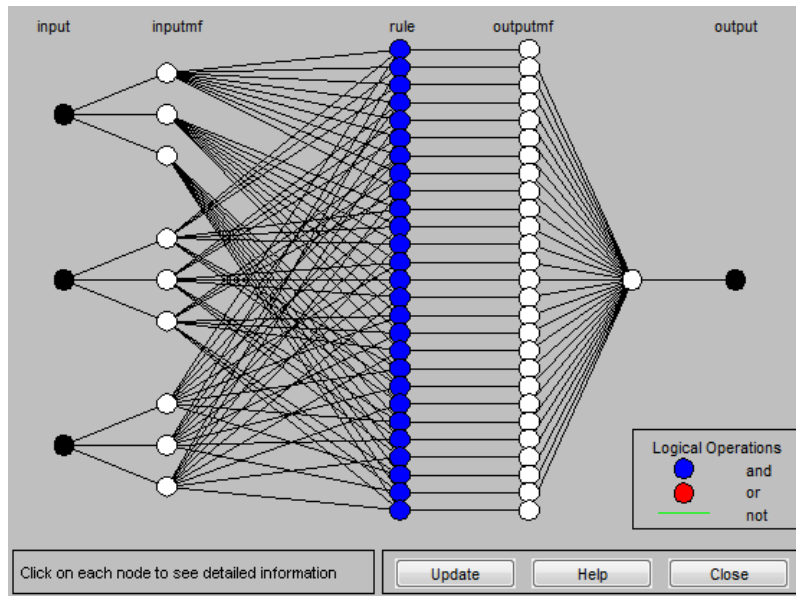 input inputmf rule outputmf output
Logical Operations
and
or
not
Click on each node to see detailed information
Update Help Close